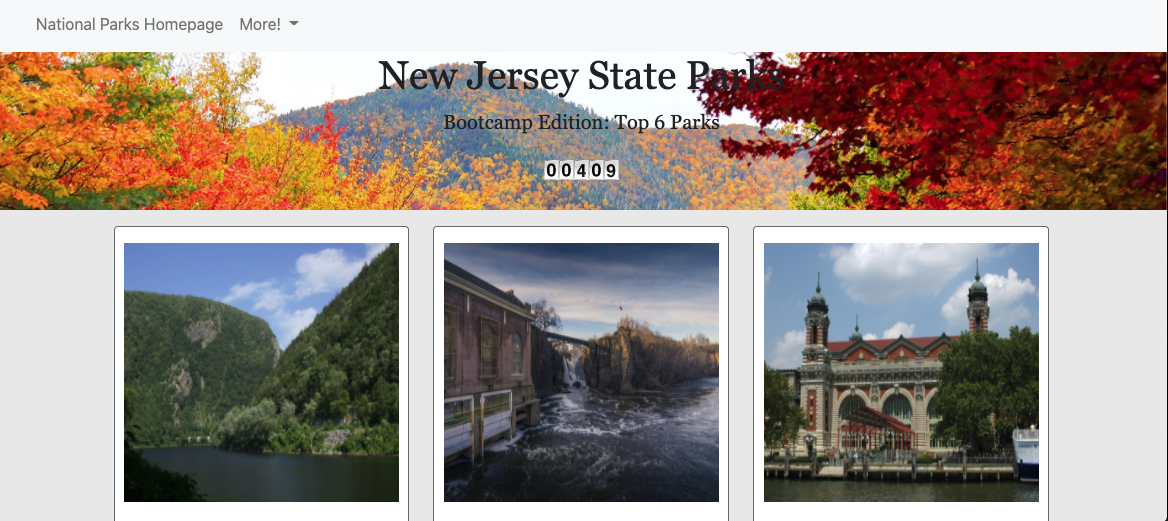 National Parks Homepage More!
New Jersey State Parks
Bootcamp Edition: Top 6 Parks
00409